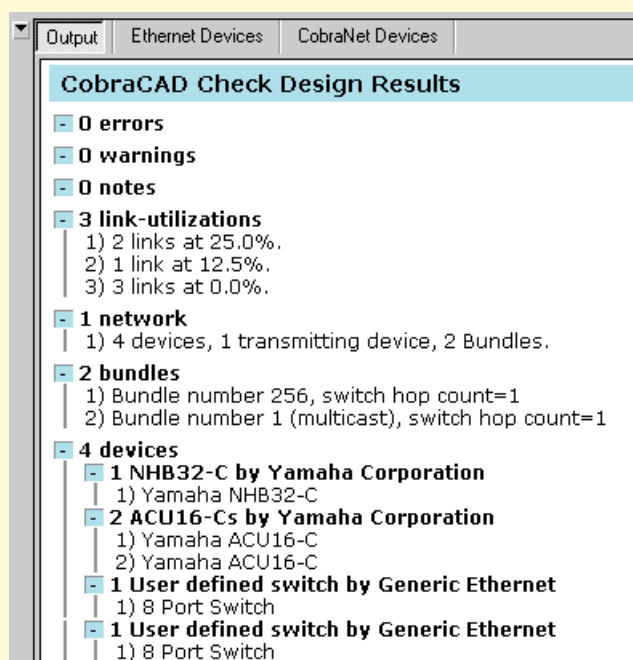 Output Ethernet Devices CobraNet Devices
CobraCAD Check Design Results
- 0 errors
- 0 warnings
- 0 notes
- 3 link-utilizations
1) 2 links at 25.0%.
2) 1 link at 12.5%.
3) 3 links at 0.0%.
- 1 network
1) 4 devices, 1 transmitting device, 2 Bundles.
- 2 bundles
1) Bundle number 256, switch hop count=1
2) Bundle number 1 (multicast), switch hop count=1
- 4 devices
- 1 NHB32-C by Yamaha Corporation
1) Yamaha NHB32-C
- 2 ACU16-Cs by Yamaha Corporation
1) Yamaha ACU16-C
2) Yamaha ACU16-C
- 1 User defined switch by Generic Ethernet
1) 8 Port Switch
- 1 User defined switch by Generic Ethernet
1) 8 Port Switch